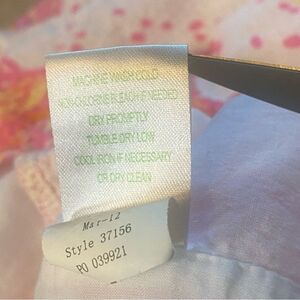 MACHINE WASH COLD
NON-CHLORINE BLEACH IF NEEDED
DRY PROMPTLY
TUMBLE DRY LOW
COOL IRON IF NECESSARY
OR DRY CLEAN
Mar-12
Style 37156
PO 039921